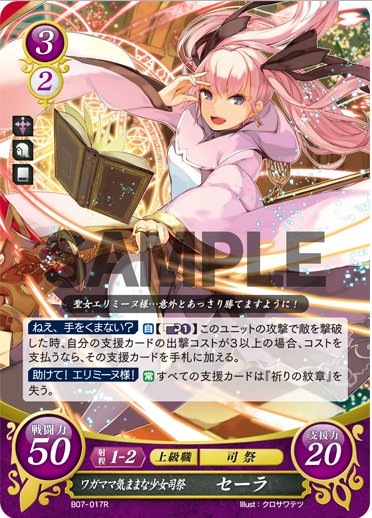 3
2
SAMPLE
聖女エリミーヌ様…意外とあっさり勝てますように！
ねえ、手をくまない？ 自【 1】このユニットの攻撃で敵を撃破
した時、自分の支援カードの出撃コストが３以上の場合、コストを
支払うなら、その支援カードを手札に加える。
助けて！ エリミーヌ様！ 常 すべての支援カードは『祈りの紋章』を
失う。
戦闘力 50
射程 1-2 上級職 司祭
支援力 20
ワガママ気ままな少女司祭 セーラ
B07-017R Illust：クロサワテツ